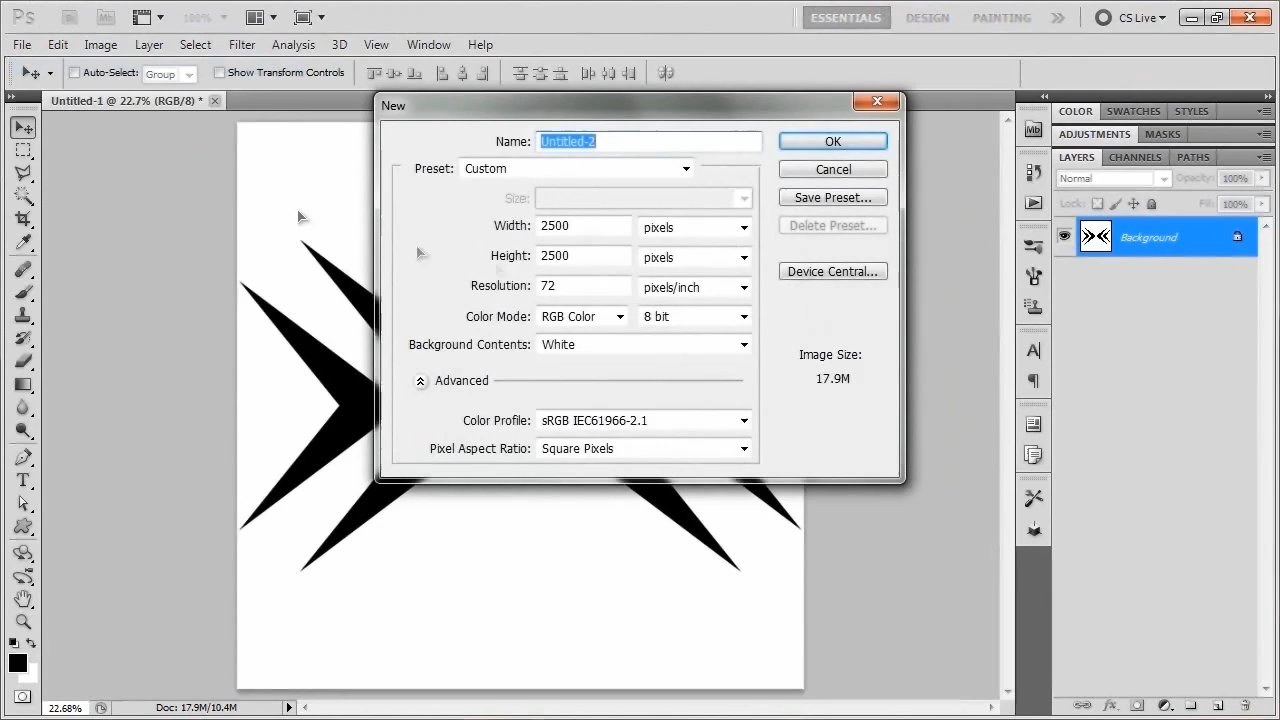 Ps Br Mb 100% ESSENTIALS DESIGN PAINTING CS Live
File Edit Image Layer Select Filter Analysis 3D View Window Help
Auto-Select: Group Show Transform Controls
Untitled-1 @ 22.7% (RGB/8) *
New
Name: Untitled-2
Preset: Custom
Size:
Width: 2500 pixels
Height: 2500 pixels
Resolution: 72 pixels/inch
Color Mode: RGB Color 8 bit
Background Contents: White
Advanced
Color Profile: sRGB IEC61966-2.1
Pixel Aspect Ratio: Square Pixels
OK
Cancel
Save Preset...
Delete Preset...
Device Central...
Image Size:
17.9M
Mb
COLOR SWATCHES STYLES
ADJUSTMENTS MASKS
LAYERS CHANNELS PATHS
Normal Opacity: 100%
Lock: Fill: 100%
Background
22.68% Doc: 17.9M/10.4M